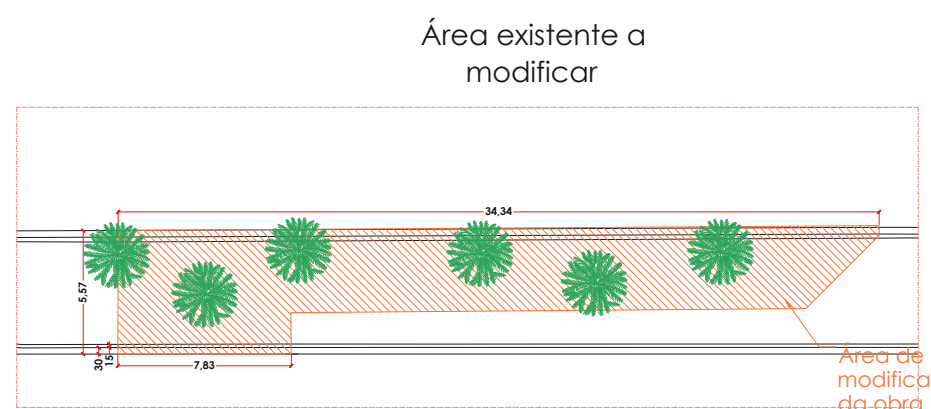 Área existente a
modificar
34,34
5,57
30
15
7,83
Área de
modifica
da obra